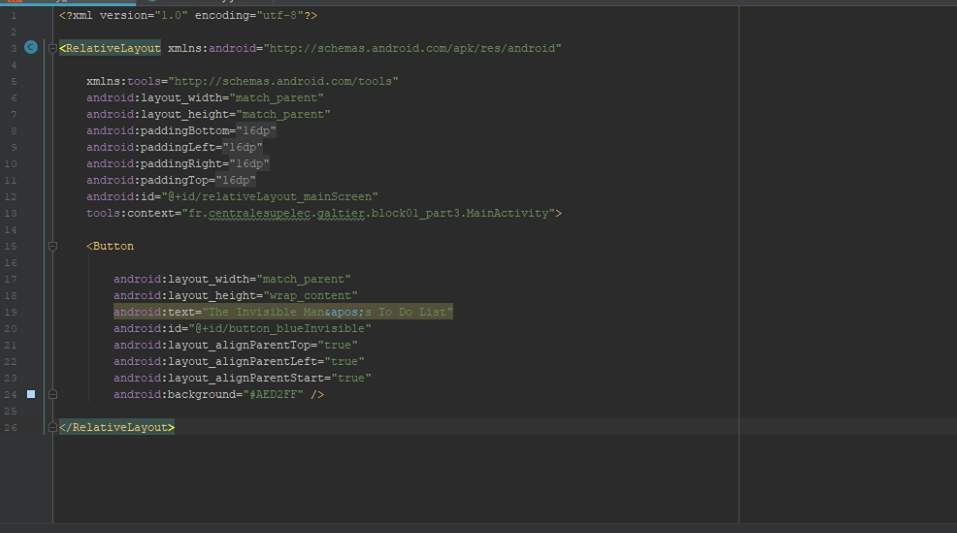 1 <?xml version="1.0" encoding="utf-8"?>
2
3 C <RelativeLayout xmlns:android="http://schemas.android.com/apk/res/android"
4
5 xmlns:tools="http://schemas.android.com/tools"
6 android:layout_width="match_parent"
7 android:layout_height="match_parent"
8 android:paddingBottom="16dp"
9 android:paddingLeft="16dp"
10 android:paddingRight="16dp"
11 android:paddingTop="16dp"
12 android:id="@+id/relativeLayout_mainScreen"
13 tools:context="fr.centralesupelec.galtier.block01_part3.MainActivity">
14
15 <Button
16
17 android:layout_width="match_parent"
18 android:layout_height="wrap_content"
19 android:text="The Invisible Man&apos;s To Do List"
20 android:id="@+id/button_blueInvisible"
21 android:layout_alignParentTop="true"
22 android:layout_alignParentLeft="true"
23 android:layout_alignParentStart="true"
24 android:background="#AED2FF" />
25
26 </RelativeLayout>